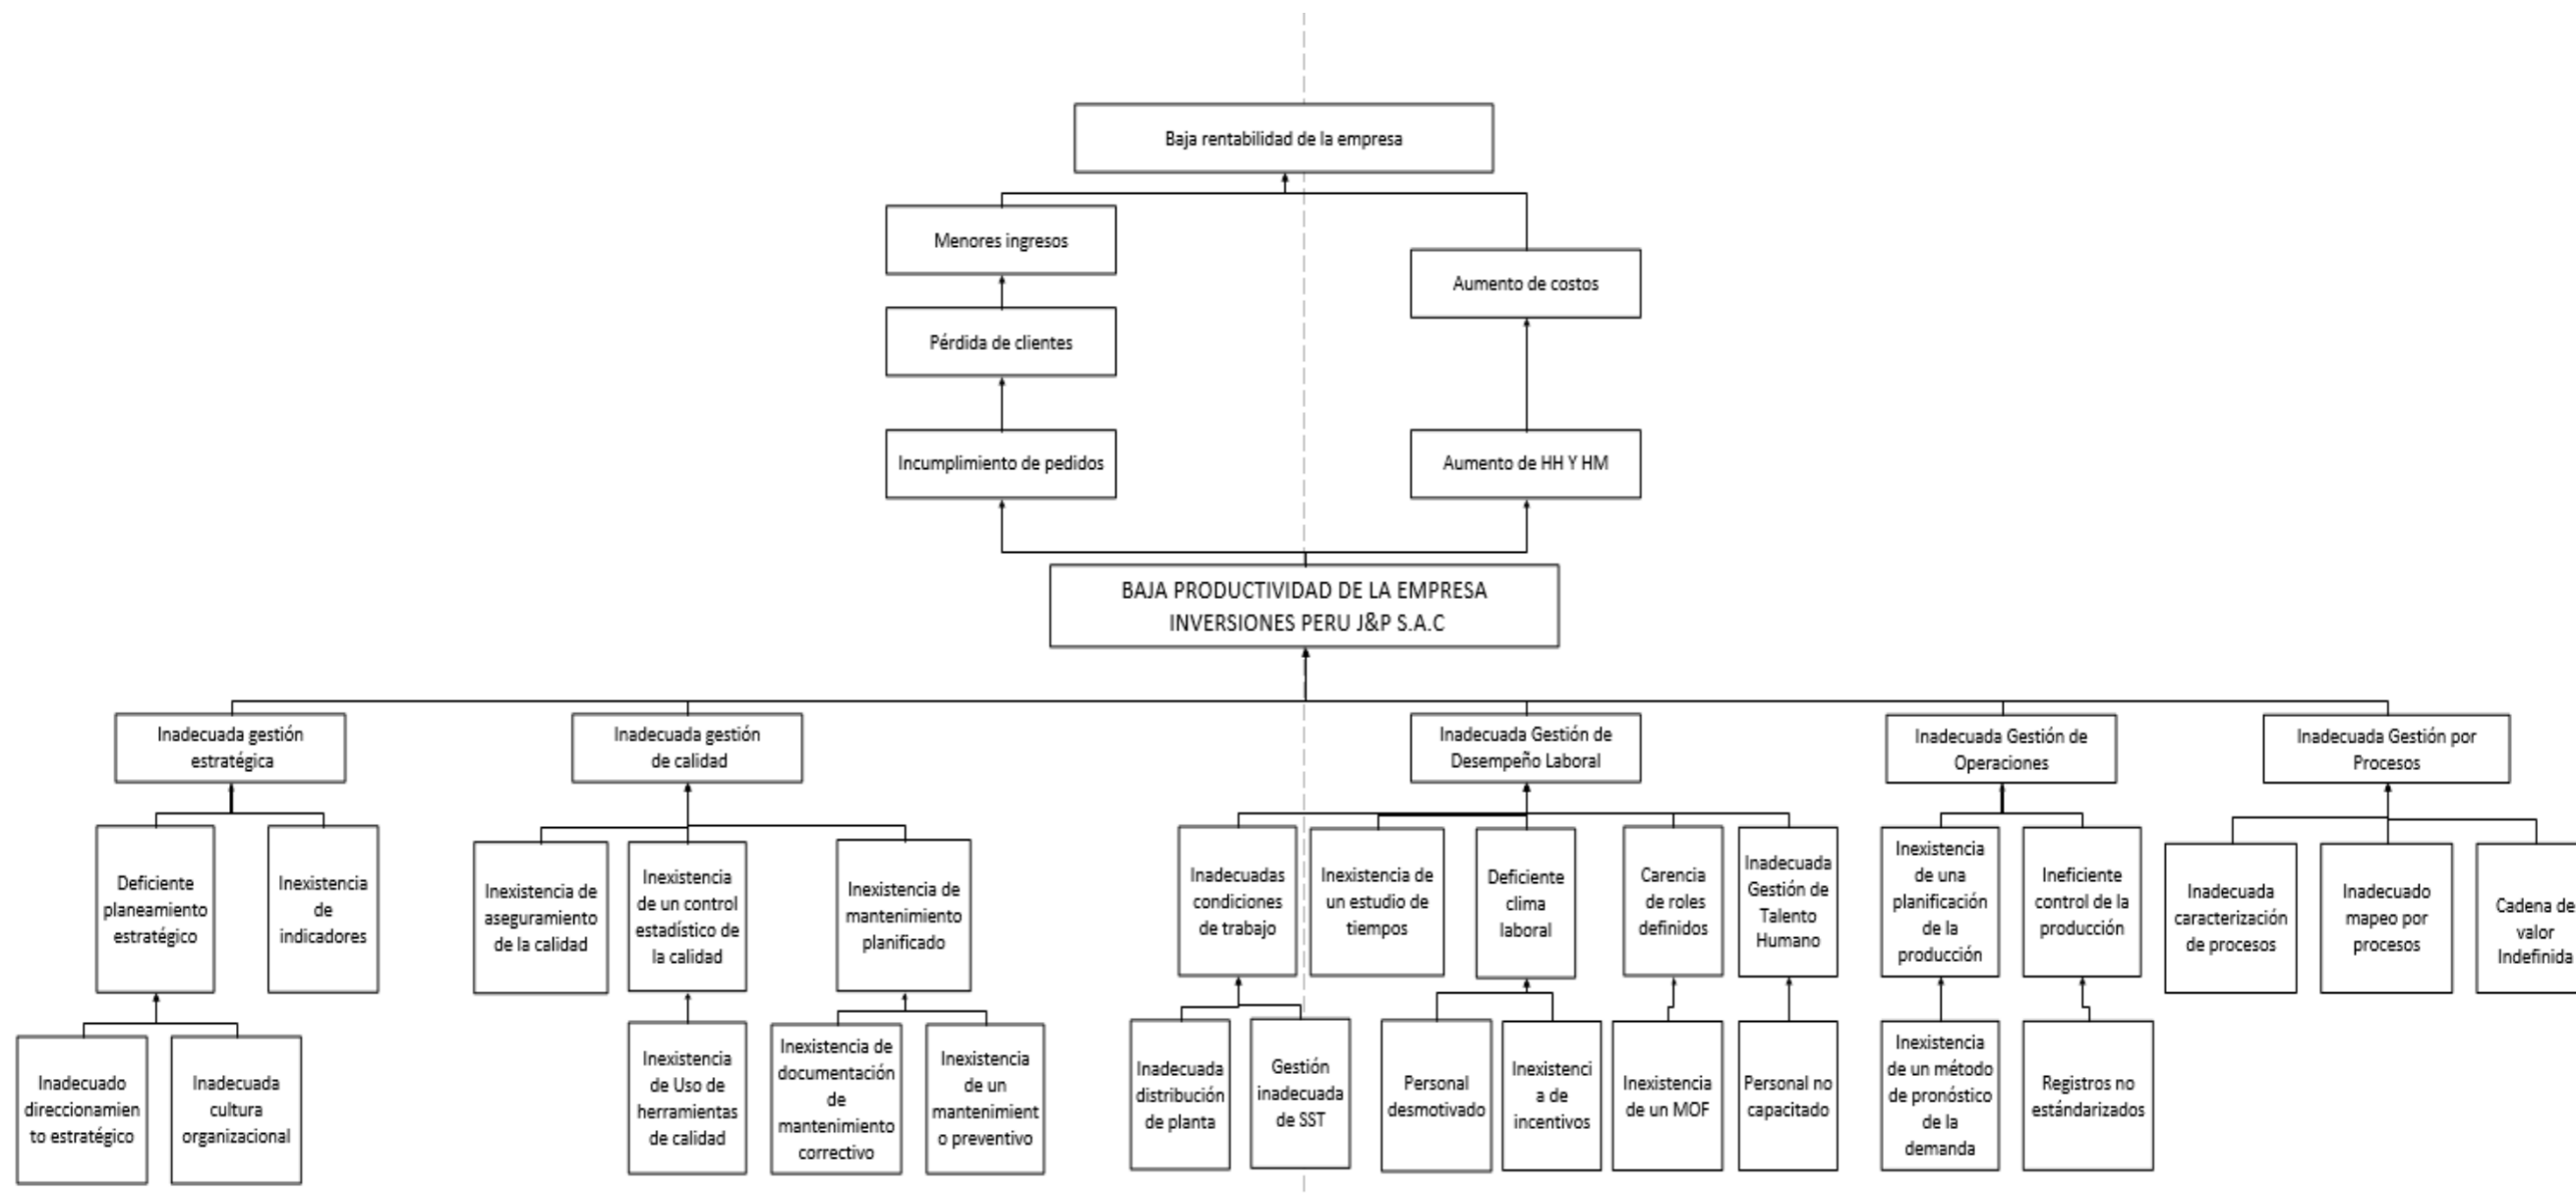 Baja rentabilidad de la empresa
Menores ingresos
Aumento de costos
Pérdida de clientes
Incumplimiento de pedidos
Aumento de HH Y HM
BAJA PRODUCTIVIDAD DE LA EMPRESA
INVERSIONES PERU J&P S.A.C
Inadecuada gestión
estratégica
Inadecuada gestión
de calidad
Inadecuada Gestión de
Desempeño Laboral
Inadecuada Gestión de
Operaciones
Inadecuada Gestión por
Procesos
Deficiente
planeamiento
estratégico
Inexistencia
de
indicadores
Inexistencia de
aseguramiento
de la calidad
Inexistencia
de un control
estadístico de
la calidad
Inexistencia de
mantenimiento
planificado
Inadecuadas
condiciones
de trabajo
Inexistencia de
un estudio de
tiempos
Deficiente
clima
laboral
Carencia
de roles
definidos
Inadecuada
Gestión de
Talento
Humano
Inexistencia
de una
planificación
de la
producción
Ineficiente
control de la
producción
Inadecuada
caracterización
de procesos
Inadecuado
mapeo por
procesos
Cadena de
valor
Indefinida
Inadecuado
direccionamien
to estratégico
Inadecuada
cultura
organizacional
Inexistencia
de Uso de
herramientas
de calidad
Inexistencia de
documentación
de
mantenimiento
correctivo
Inexistencia
de un
mantenimient
o preventivo
Inadecuada
distribución
de planta
Gestión
inadecuada
de SST
Personal
desmotivado
Inexistenci
a de
incentivos
Inexistencia
de un MOF
Personal no
capacitado
Inexistencia
de un método
de pronóstico
de la
demanda
Registros no
estándarizados